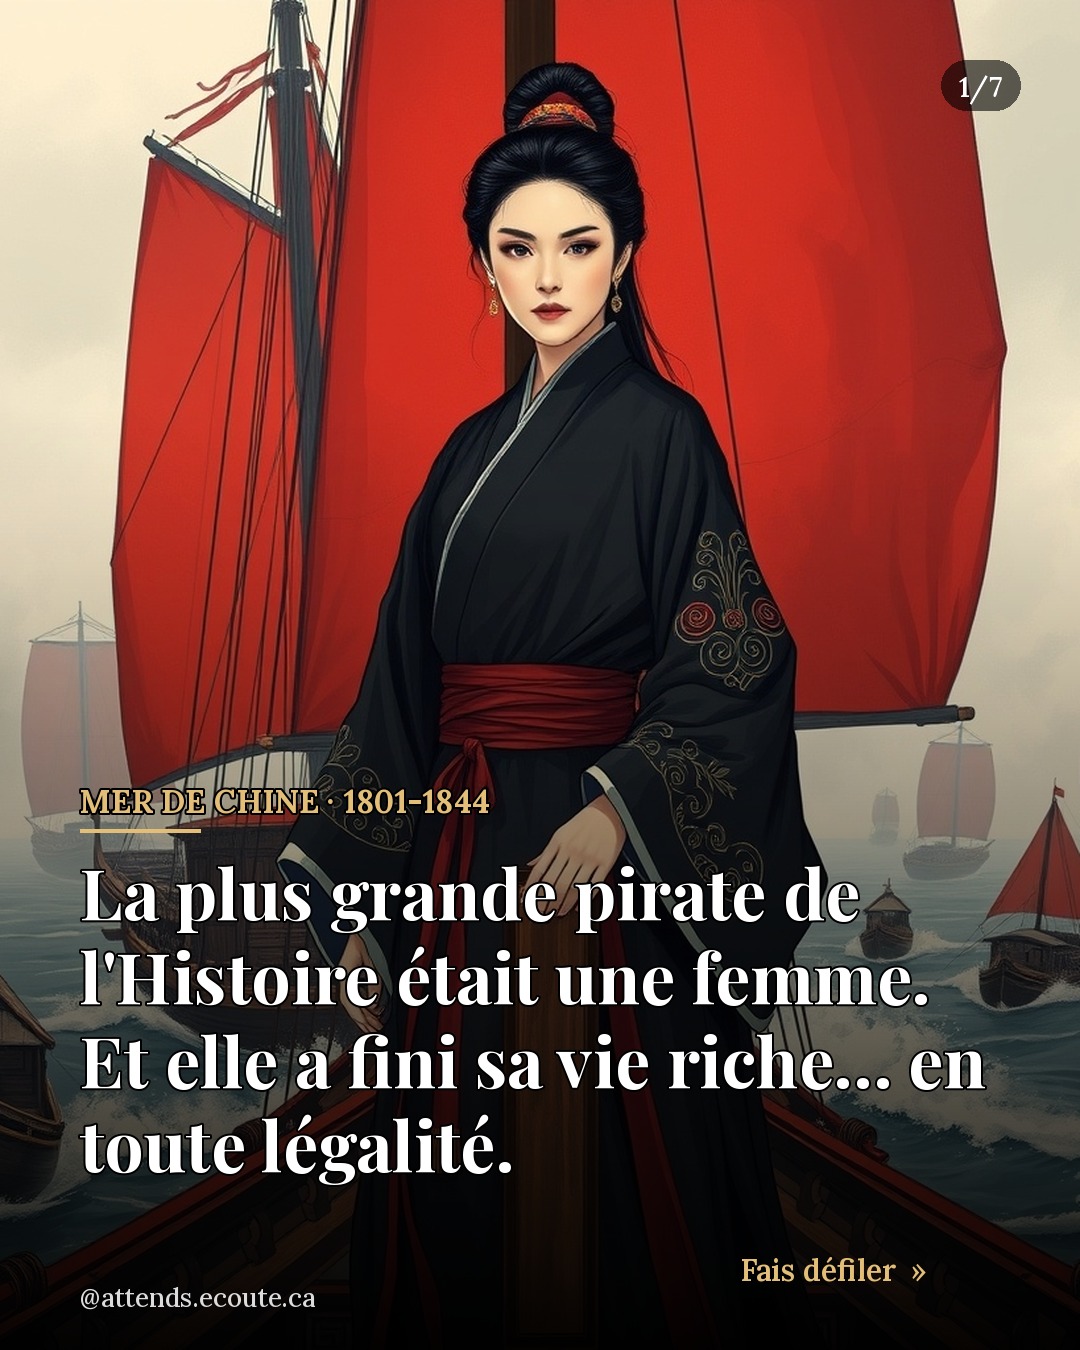 1/7
MER DE CHINE · 1801-1844
La plus grande pirate de
l'Histoire était une femme.
Et elle a fini sa vie riche... en
toute légalité.
Fais défiler »
@attends.ecoute.ca